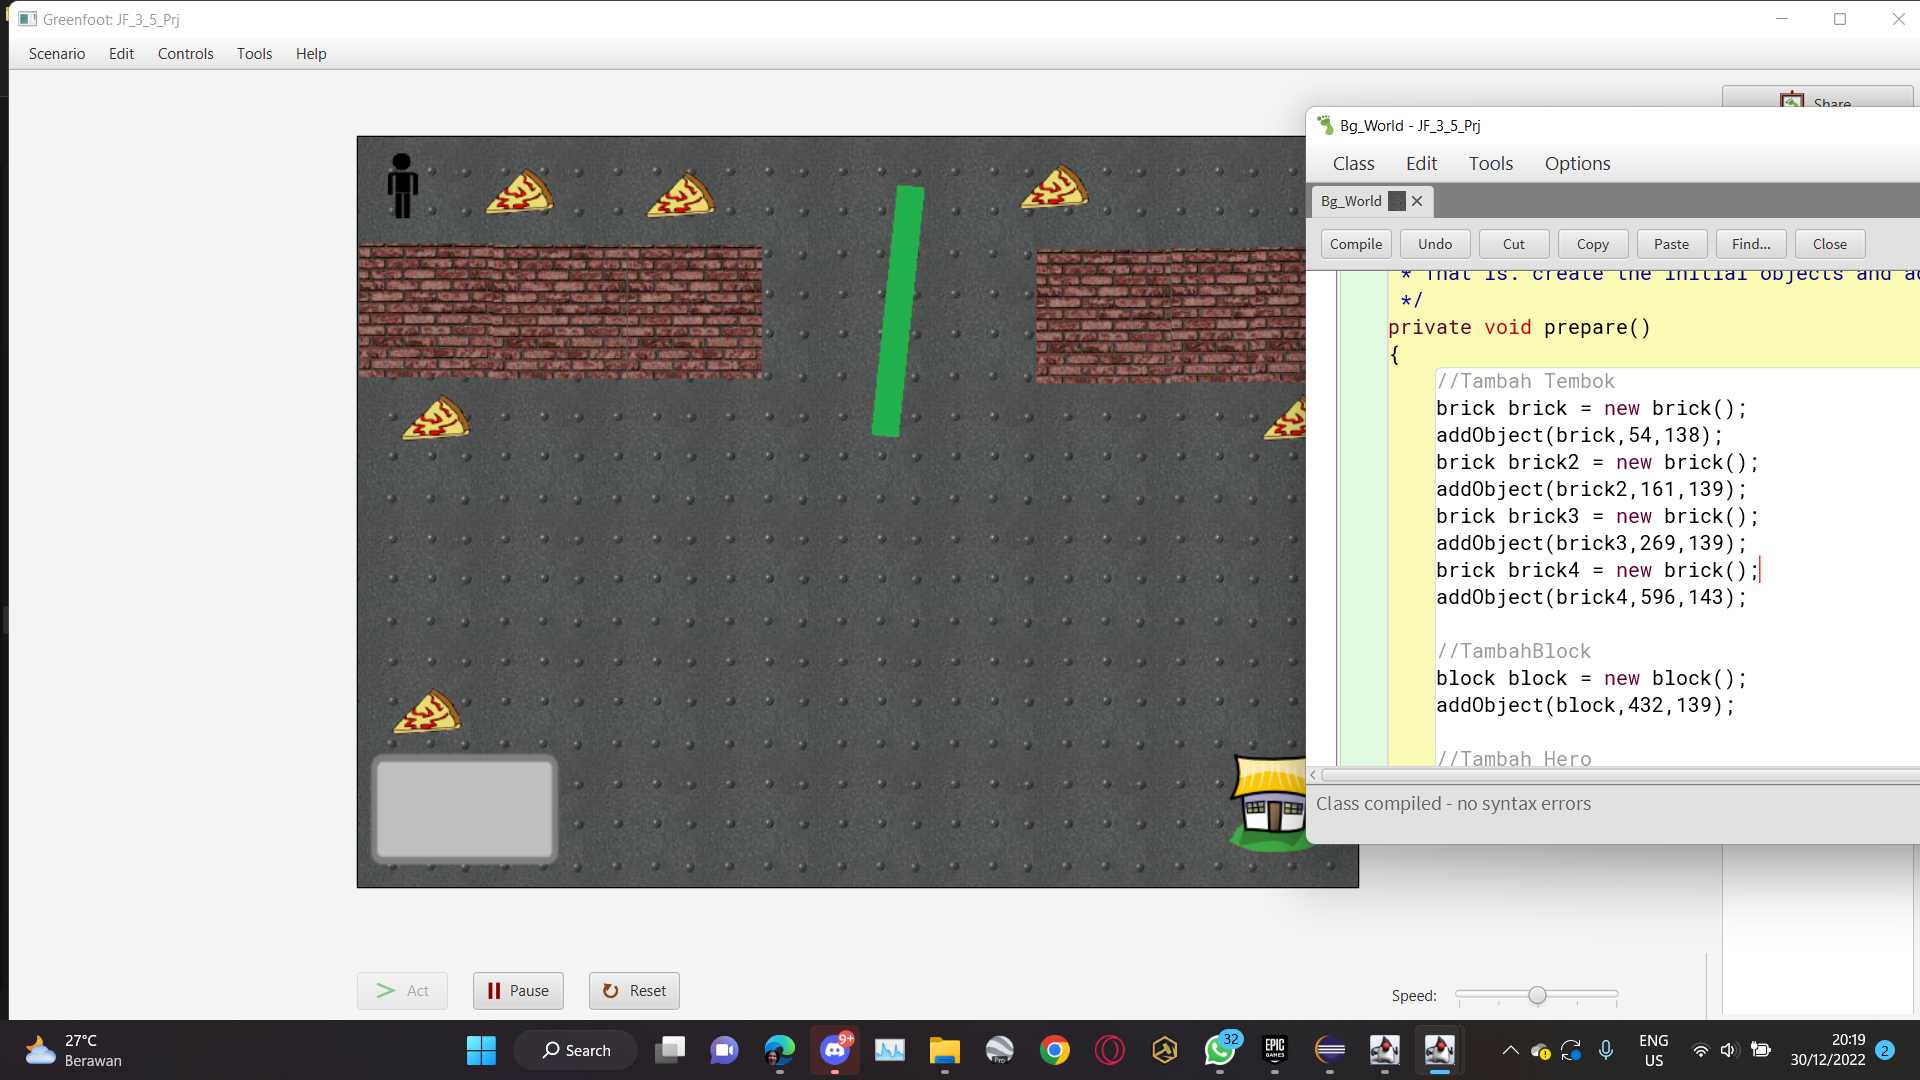 Greenfoot: JF_3_5_Prj
Scenario Edit Controls Tools Help
Share
Bg_World - JF_3_5_Prj
Class Edit Tools Options
Bg_World
Compile Undo Cut Copy Paste Find... Close
* That is: create the initial objects and
*/
private void prepare()
{
//Tambah Tembok
brick brick = new brick();
addObject(brick,54,138);
brick brick2 = new brick();
addObject(brick2,161,139);
brick brick3 = new brick();
addObject(brick3,269,139);
brick brick4 = new brick();
addObject(brick4,596,143);
//TambahBlock
block block = new block();
addObject(block,432,139);
//Tambah Hero
Class compiled - no syntax errors
Act Pause Reset
Speed:
27°C
Berawan
Search
9+
Pro
32
EPIC
GAMES
ENG
US
20:19
30/12/2022
2